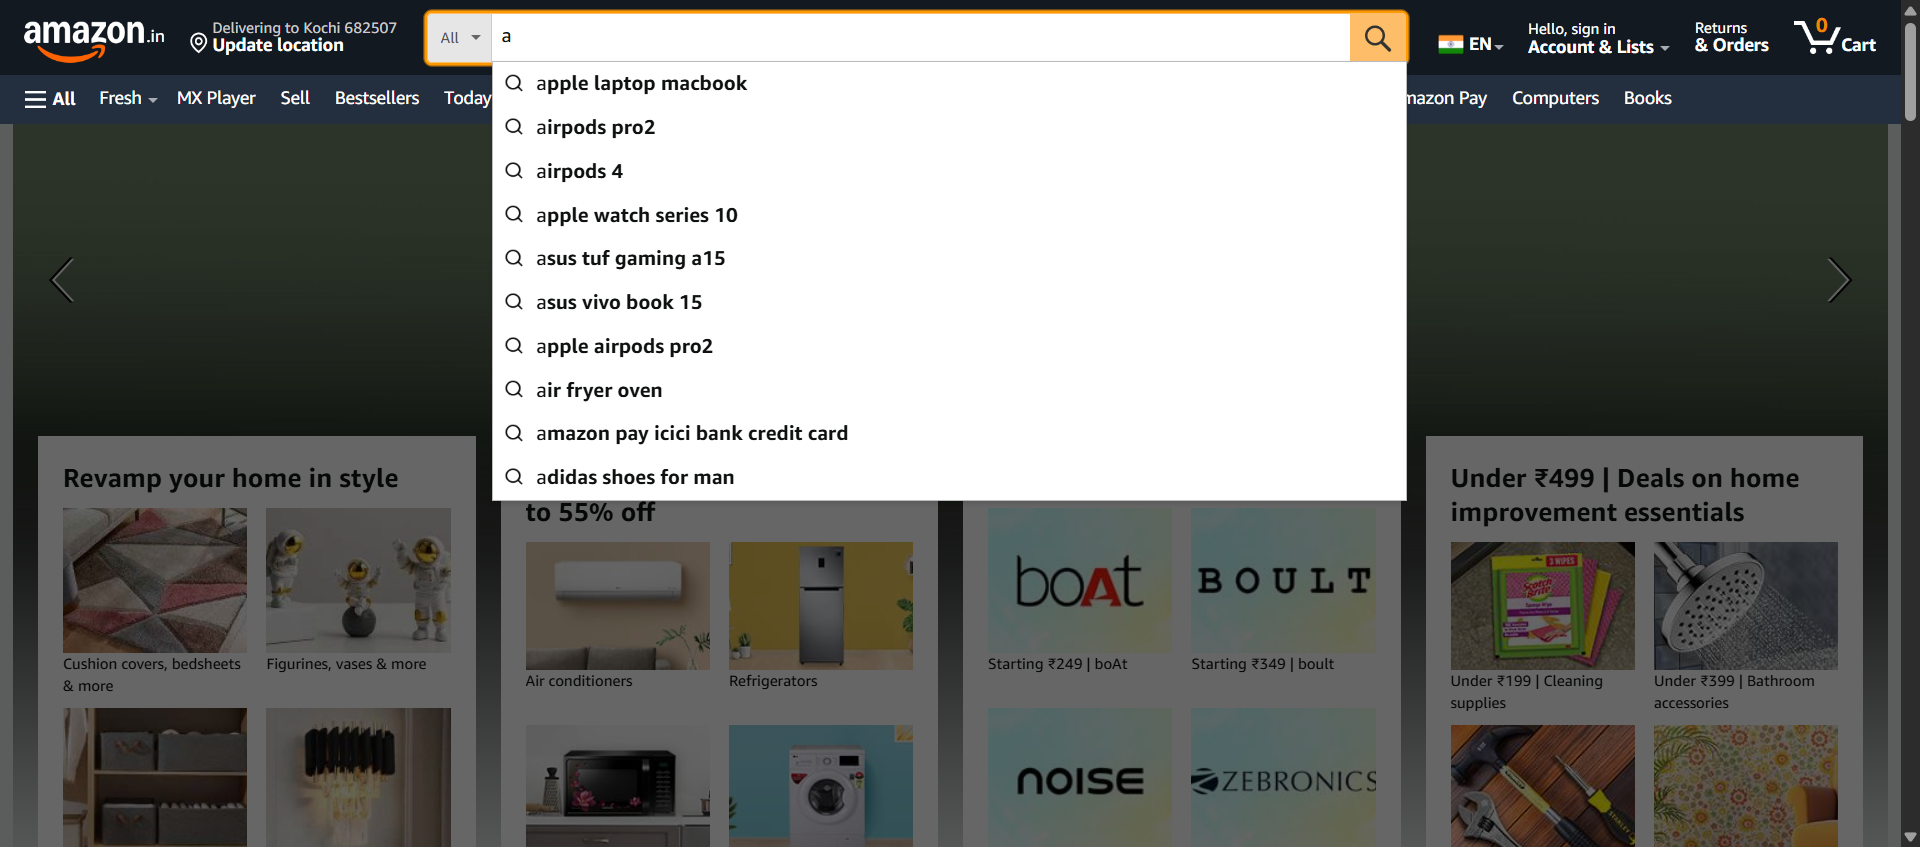 amazon.in
Delivering to Kochi 682507
Update location
All
a
EN
Hello, sign in
Account & Lists
Returns
& Orders
0
Cart
All
Fresh
MX Player
Sell
Bestsellers
Today
mazon Pay
Computers
Books
apple laptop macbook
airpods pro2
airpods 4
apple watch series 10
asus tuf gaming a15
asus vivo book 15
apple airpods pro2
air fryer oven
amazon pay icici bank credit card
adidas shoes for man
Revamp your home in style
Cushion covers, bedsheets
& more
Figurines, vases & more
to 55% off
Air conditioners
Refrigerators
boAt
BOULT
Starting ₹249 | boAt
Starting ₹349 | boult
noise
ZEBRONICS
Under ₹499 | Deals on home
improvement essentials
3 WIPES
Scotch
Brite
Under ₹199 | Cleaning
supplies
Under ₹399 | Bathroom
accessories